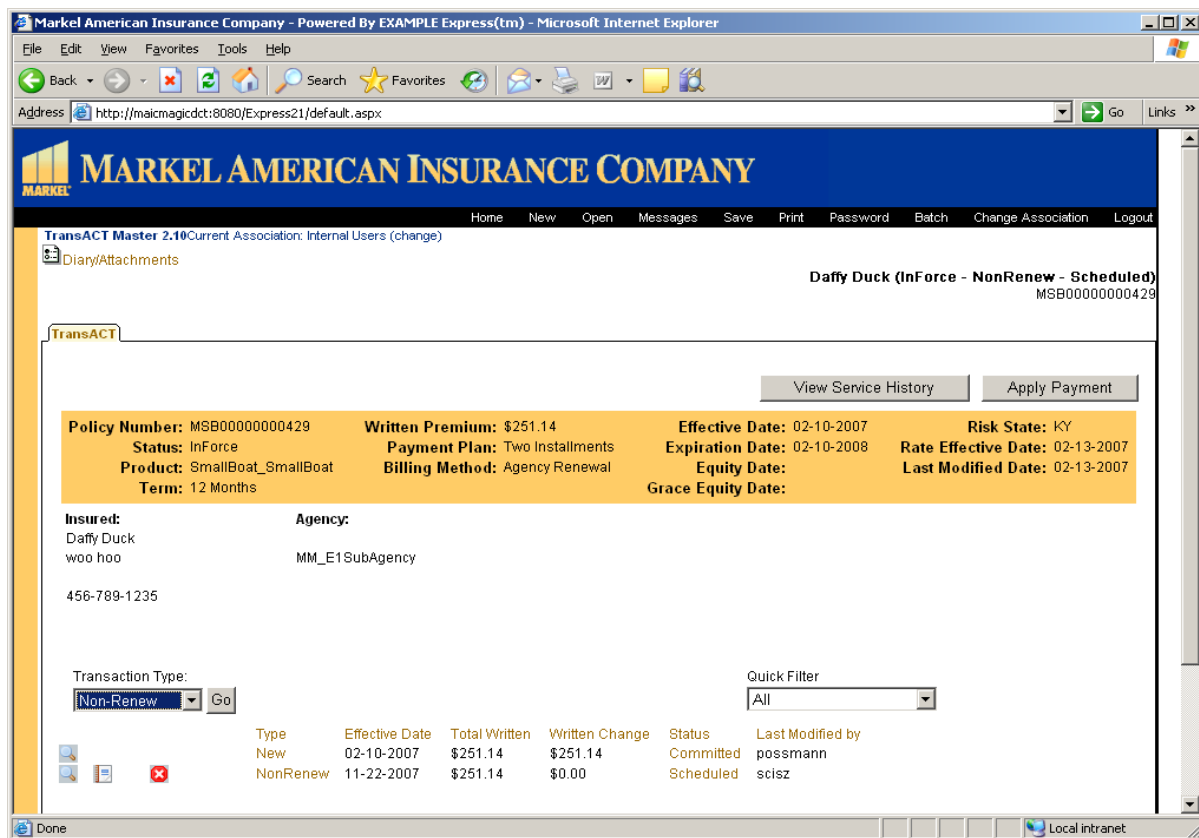 Markel American Insurance Company - Powered By EXAMPLE Express(tm) - Microsoft Internet Explorer
File Edit View Favorites Tools Help
Back Search Favorites
Address http://maicmagicdct:8080/Express21/default.aspx Go Links »
MARKEL MARKEL AMERICAN INSURANCE COMPANY
Home New Open Messages Save Print Password Batch Change Association Logout
TransACT Master 2.10Current Association: Internal Users (change)
Diary/Attachments
Daffy Duck (InForce - NonRenew - Scheduled)
MSB00000000429
TransACT
View Service History Apply Payment
Policy Number: MSB00000000429 Written Premium: $251.14 Effective Date: 02-10-2007 Risk State: KY
Status: InForce Payment Plan: Two Installments Expiration Date: 02-10-2008 Rate Effective Date: 02-13-2007
Product: SmallBoat_SmallBoat Billing Method: Agency Renewal Equity Date: Last Modified Date: 02-13-2007
Term: 12 Months Grace Equity Date:
Insured: Agency:
Daffy Duck
woo hoo MM_E1SubAgency
456-789-1235
Transaction Type: Quick Filter
Non-Renew Go All
Type Effective Date Total Written Written Change Status Last Modified by
New 02-10-2007 $251.14 $251.14 Committed possmann
NonRenew 11-22-2007 $251.14 $0.00 Scheduled scisz
Done Local intranet